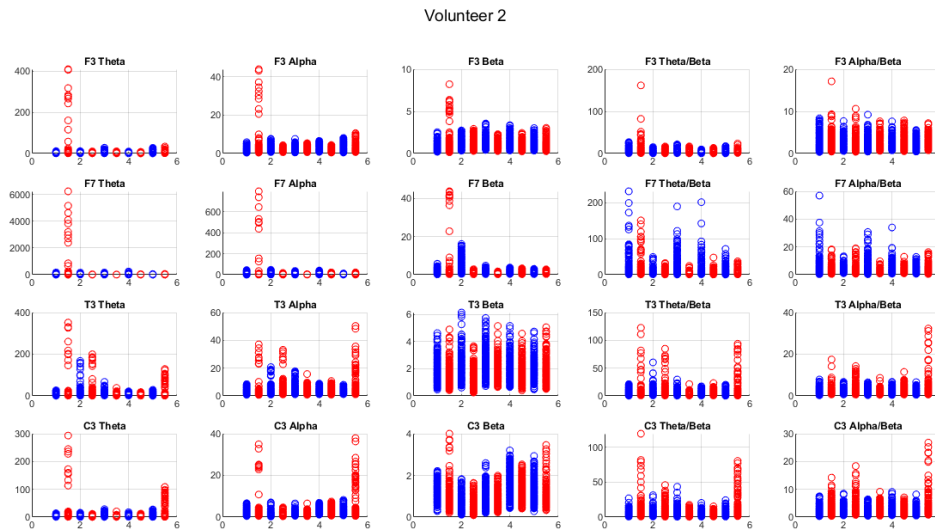 Volunteer 2
F3 Theta F3 Alpha F3 Beta F3 Theta/Beta F3 Alpha/Beta
400 40 10 200 20
200 20 5 100 10
0 0 0 0 0
0 2 4 6 0 2 4 6 0 2 4 6 0 2 4 6 0 2 4 6
F7 Theta F7 Alpha F7 Beta F7 Theta/Beta F7 Alpha/Beta
6000 600 40 200 60
4000 400 20 100 40
2000 200 0 0 20
0 0 0
0 2 4 6 0 2 4 6 0 2 4 6 0 2 4 6 0 2 4 6
T3 Theta T3 Alpha T3 Beta T3 Theta/Beta T3 Alpha/Beta
400 60 6 150 40
200 40 4 100 20
0 20 2 50 0
0 0 0
0 2 4 6 0 2 4 6 0 2 4 6 0 2 4 6 0 2 4 6
C3 Theta C3 Alpha C3 Beta C3 Theta/Beta C3 Alpha/Beta
300 40 4 100 30
200 20 2 50 20
100 0 0 0 10
0 0
0 2 4 6 0 2 4 6 0 2 4 6 0 2 4 6 0 2 4 6